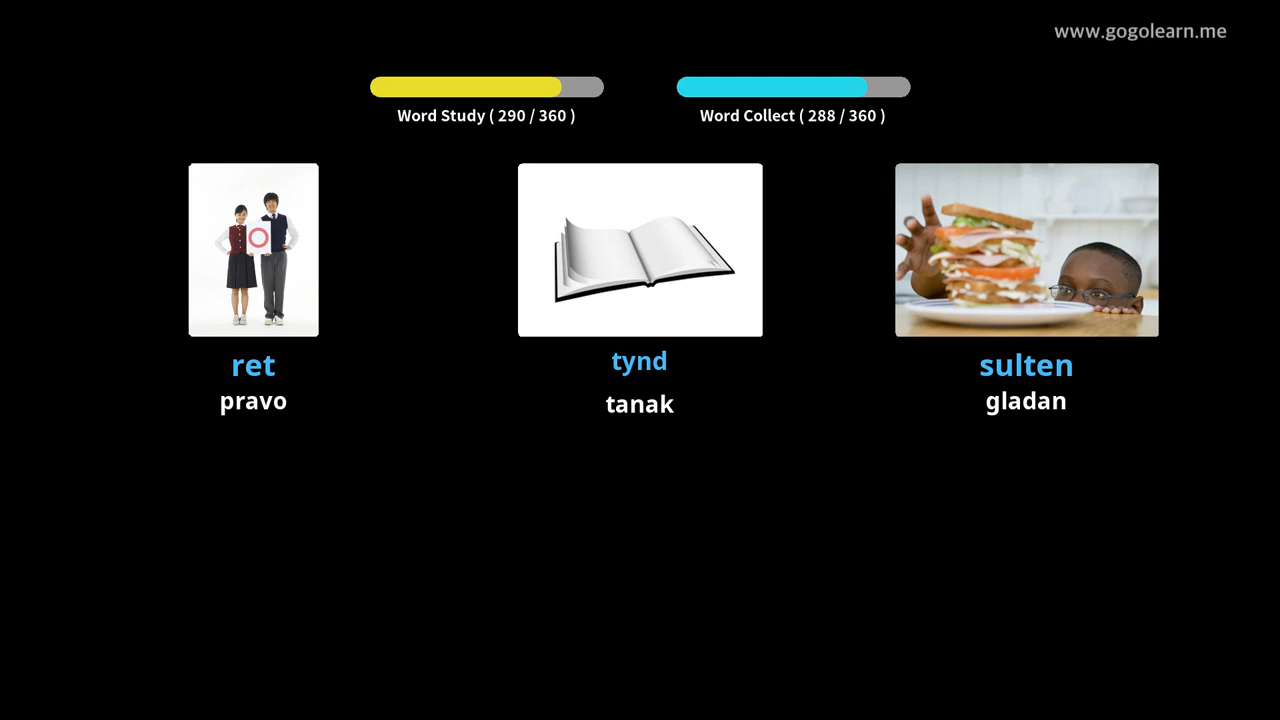 www.gogolearn.me
Word Study ( 290 / 360 )
Word Collect ( 288 / 360 )
ret
pravo
tynd
tanak
sulten
gladan